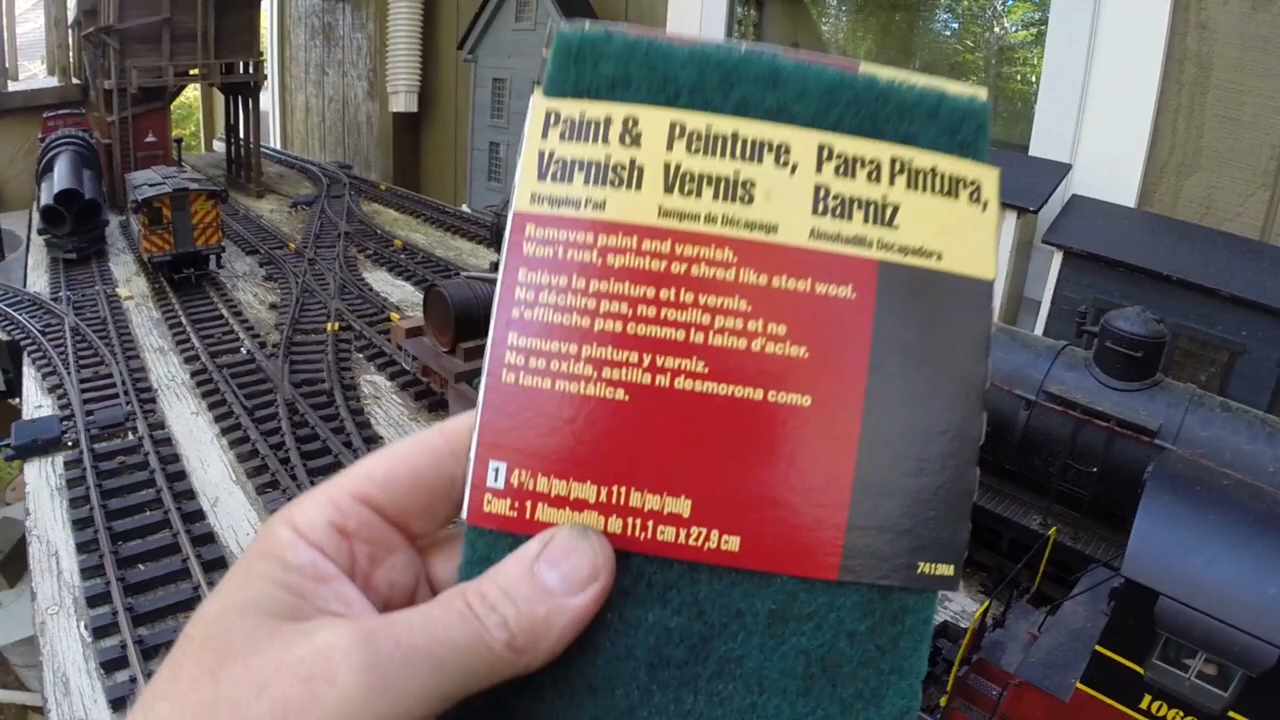 Paint &
Varnish
Stripping Pad
Peinture,
Vernis
Tampon de Décapage
Para Pintura,
Barniz
Almohadilla Decapadora
Removes paint and varnish.
Won't rust, splinter or shred like steel wool.
Enlève la peinture et le vernis.
Ne déchire pas, ne rouille pas et ne
s'effiloche pas comme la laine d'acier.
Remueve pintura y varniz.
No se oxida, astilla ni desmorona como
la lana metálica.
1 4³/₈ in/po/pulg x 11 in/po/pulg
Cont.: 1 Almohadilla de 11,1 cm x 27,9 cm
7413NA
106